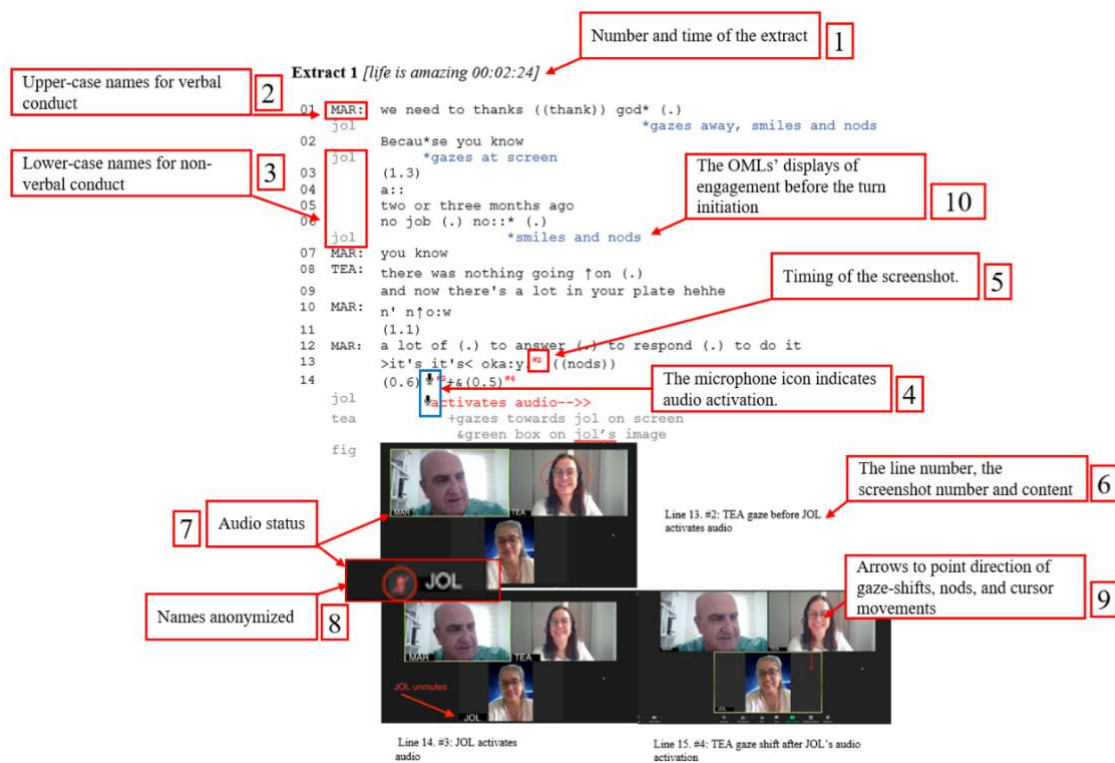 Number and time of the extract
1
Extract 1 [life is amazing 00:02:24]
Upper-case names for verbal
conduct
2
01 MAR: we need to thanks ((thank)) god* (.)
jol *gazes away, smiles and nods
02 Becau*se you know
jol *gazes at screen
Lower-case names for non-
verbal conduct
3
03 (1.3)
04 a::
05 two or three months ago
06 no job (.) no::* (.)
jol *smiles and nods
The OMLs' displays of
engagement before the turn
initiation
10
07 MAR: you know
08 TEA: there was nothing going ↑on (.)
09 and now there's a lot in your plate hehhe
Timing of the screenshot.
5
10 MAR: n' n↑o:w
11 (1.1)
12 MAR: a lot of (.) to answer (.) to respond (.) to do it
13 >it's it's< oka:y. #2 ((nods))
14 (0.6) #3+&(0.5)#4
The microphone icon indicates
audio activation.
4
jol activates audio-->>
tea +gazes towards jol on screen
&green box on jol's image
fig
MAR
TEA
The line number, the
screenshot number and content
6
Line 13. #2: TEA gaze before JOL
activates audio
Audio status
7
JOL
Names anonymized
8
Arrows to point direction of
gaze-shifts, nods, and cursor
movements
9
MAR
TEA
JOL unmutes
JOL
JOL
Line 14. #3: JOL activates
audio
Line 15. #4: TEA gaze shift after JOL's audio
activation